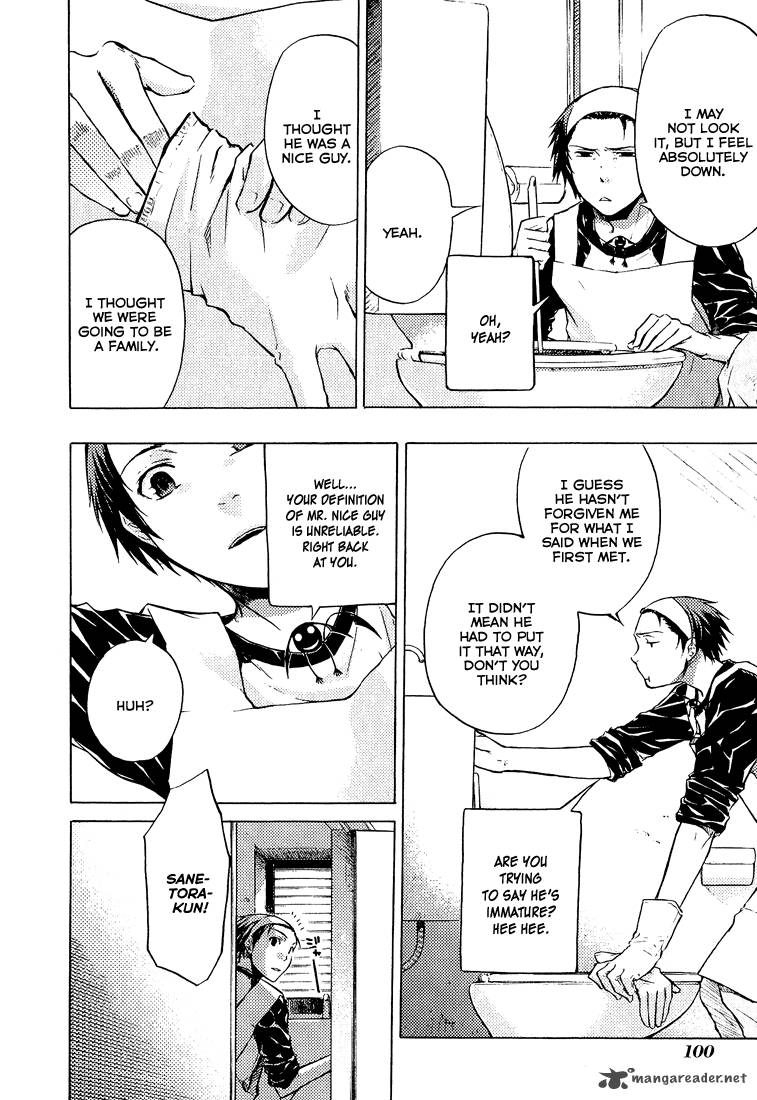 I MAY
NOT LOOK
IT, BUT I FEEL
ABSOLUTELY
DOWN.
OH,
YEAH?
YEAH.
I
THOUGHT
HE WAS A
NICE GUY.
I THOUGHT
WE WERE
GOING TO BE
A FAMILY.
I GUESS
HE HASN'T
FORGIVEN ME
FOR WHAT I
SAID WHEN WE
FIRST MET.
IT DIDN'T
MEAN HE
HAD TO PUT
IT THAT WAY,
DON'T YOU
THINK?
ARE YOU
TRYING
TO SAY HE'S
IMMATURE?
HEE HEE.
WELL...
YOUR DEFINITION
OF MR. NICE GUY
IS UNRELIABLE.
RIGHT BACK
AT YOU.
HUH?
SANE-
TORA-
KUN!
100
mangareader.net